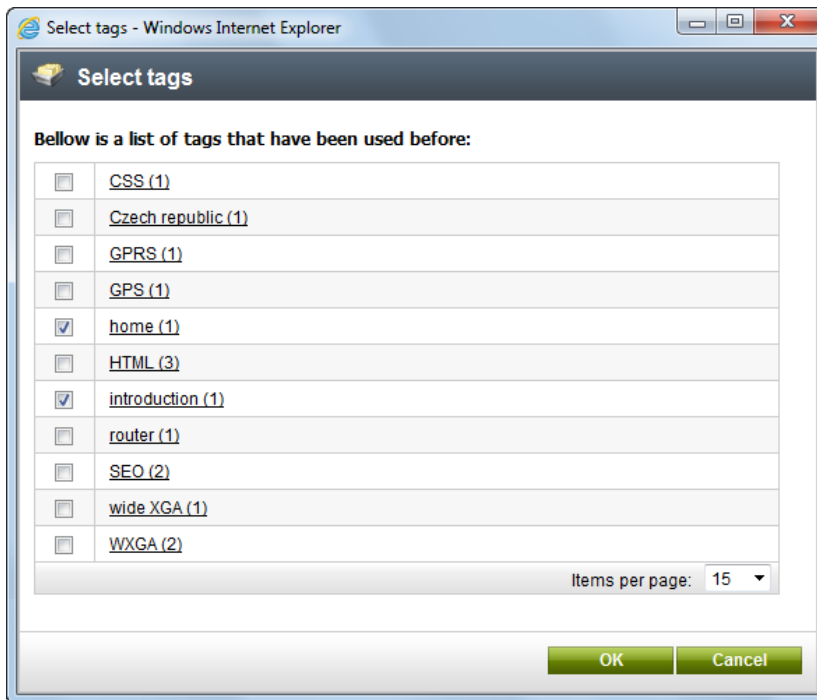 Select tags - Windows Internet Explorer
Select tags
Bellow is a list of tags that have been used before:
CSS (1)
Czech republic (1)
GPRS (1)
GPS (1)
home (1)
HTML (3)
introduction (1)
router (1)
SEO (2)
wide XGA (1)
WXGA (2)
Items per page: 15
OK Cancel